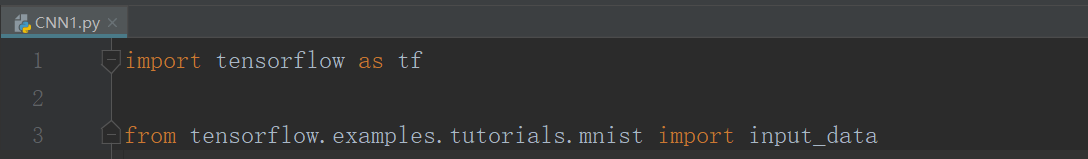 CNN1.py
1 import tensorflow as tf
2
3 from tensorflow.examples.tutorials.mnist import input_data